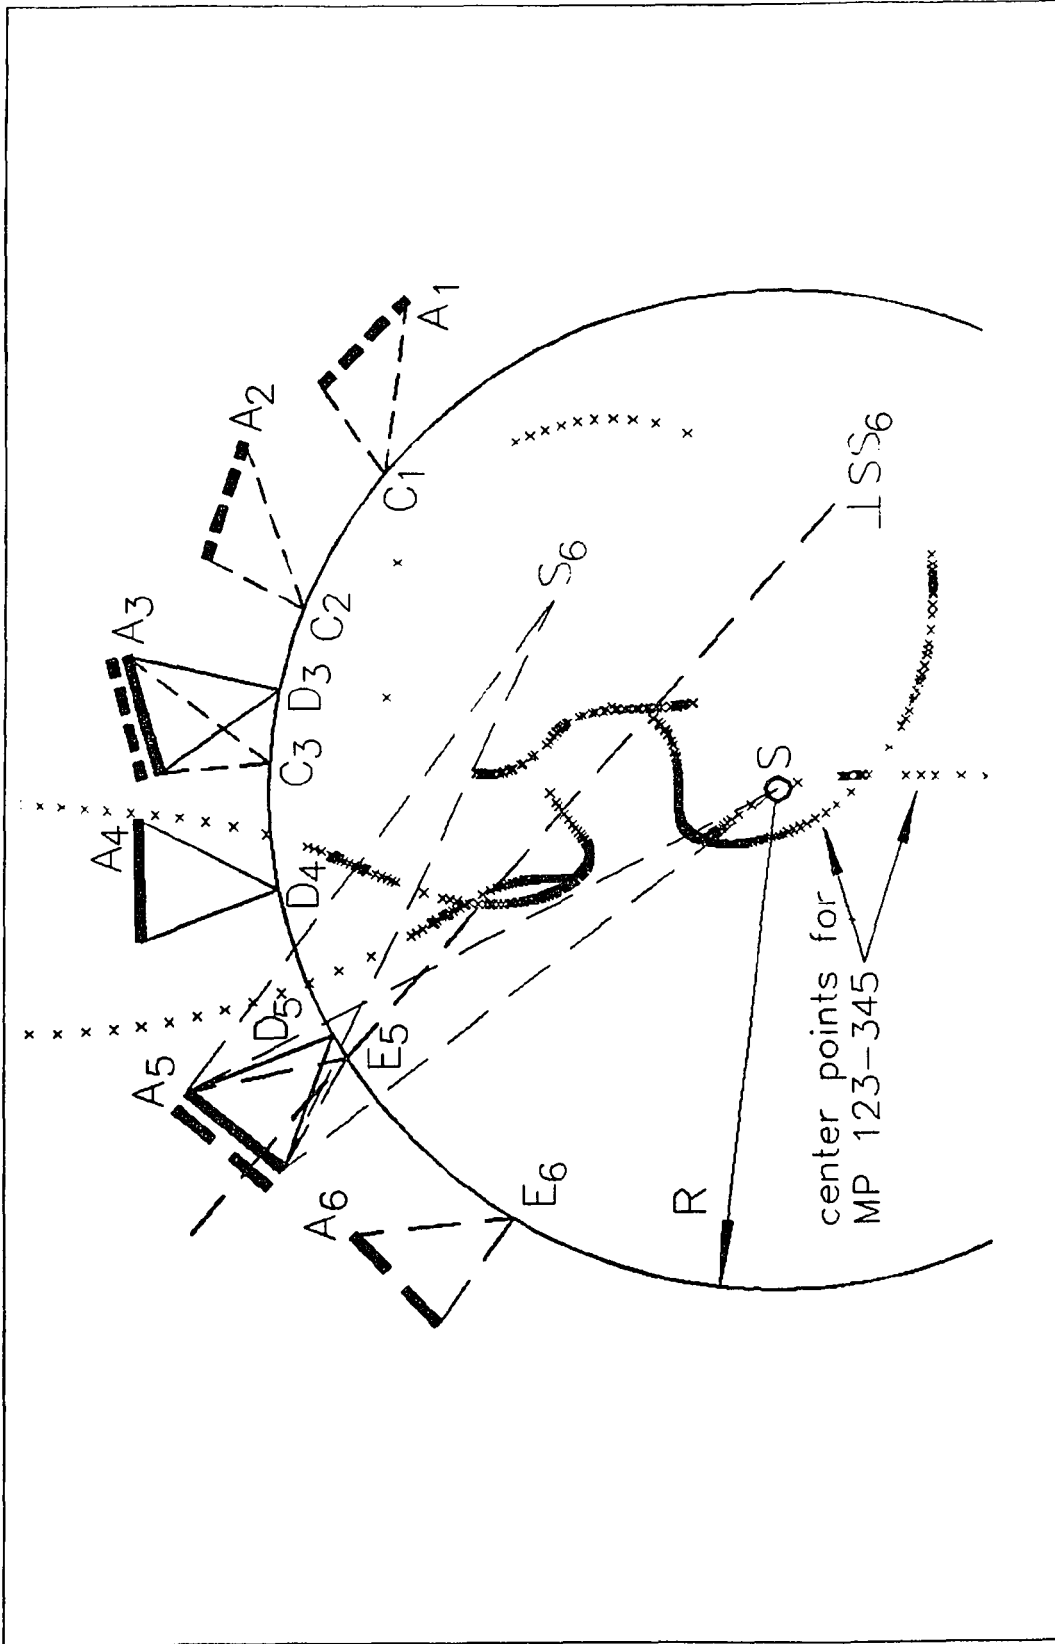 A₆
A₅
A₄
A₃
A₂
A₁
E₆
E₅
D₅
D₄
C₃
D₃
C₂
C₁
S₆
R
S
⊥SS₆
center points for
MP 123-345